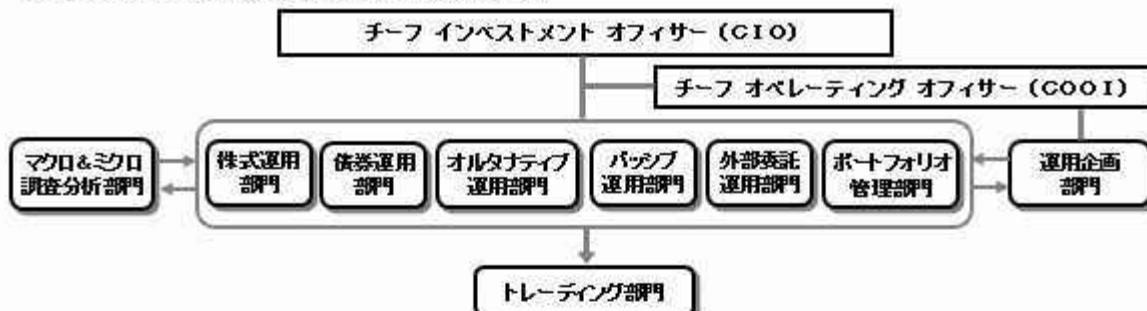 チーフ インベストメント オフィサー (CIO)
チーフ オペレーティング オフィサー (COOI)
マクロ&ミクロ
調査分析部門
株式運用
部門
債券運用
部門
オルタナティブ
運用部門
パッシブ
運用部門
外部委託
運用部門
ポートフォリオ
管理部門
運用企画
部門
トレーディング部門